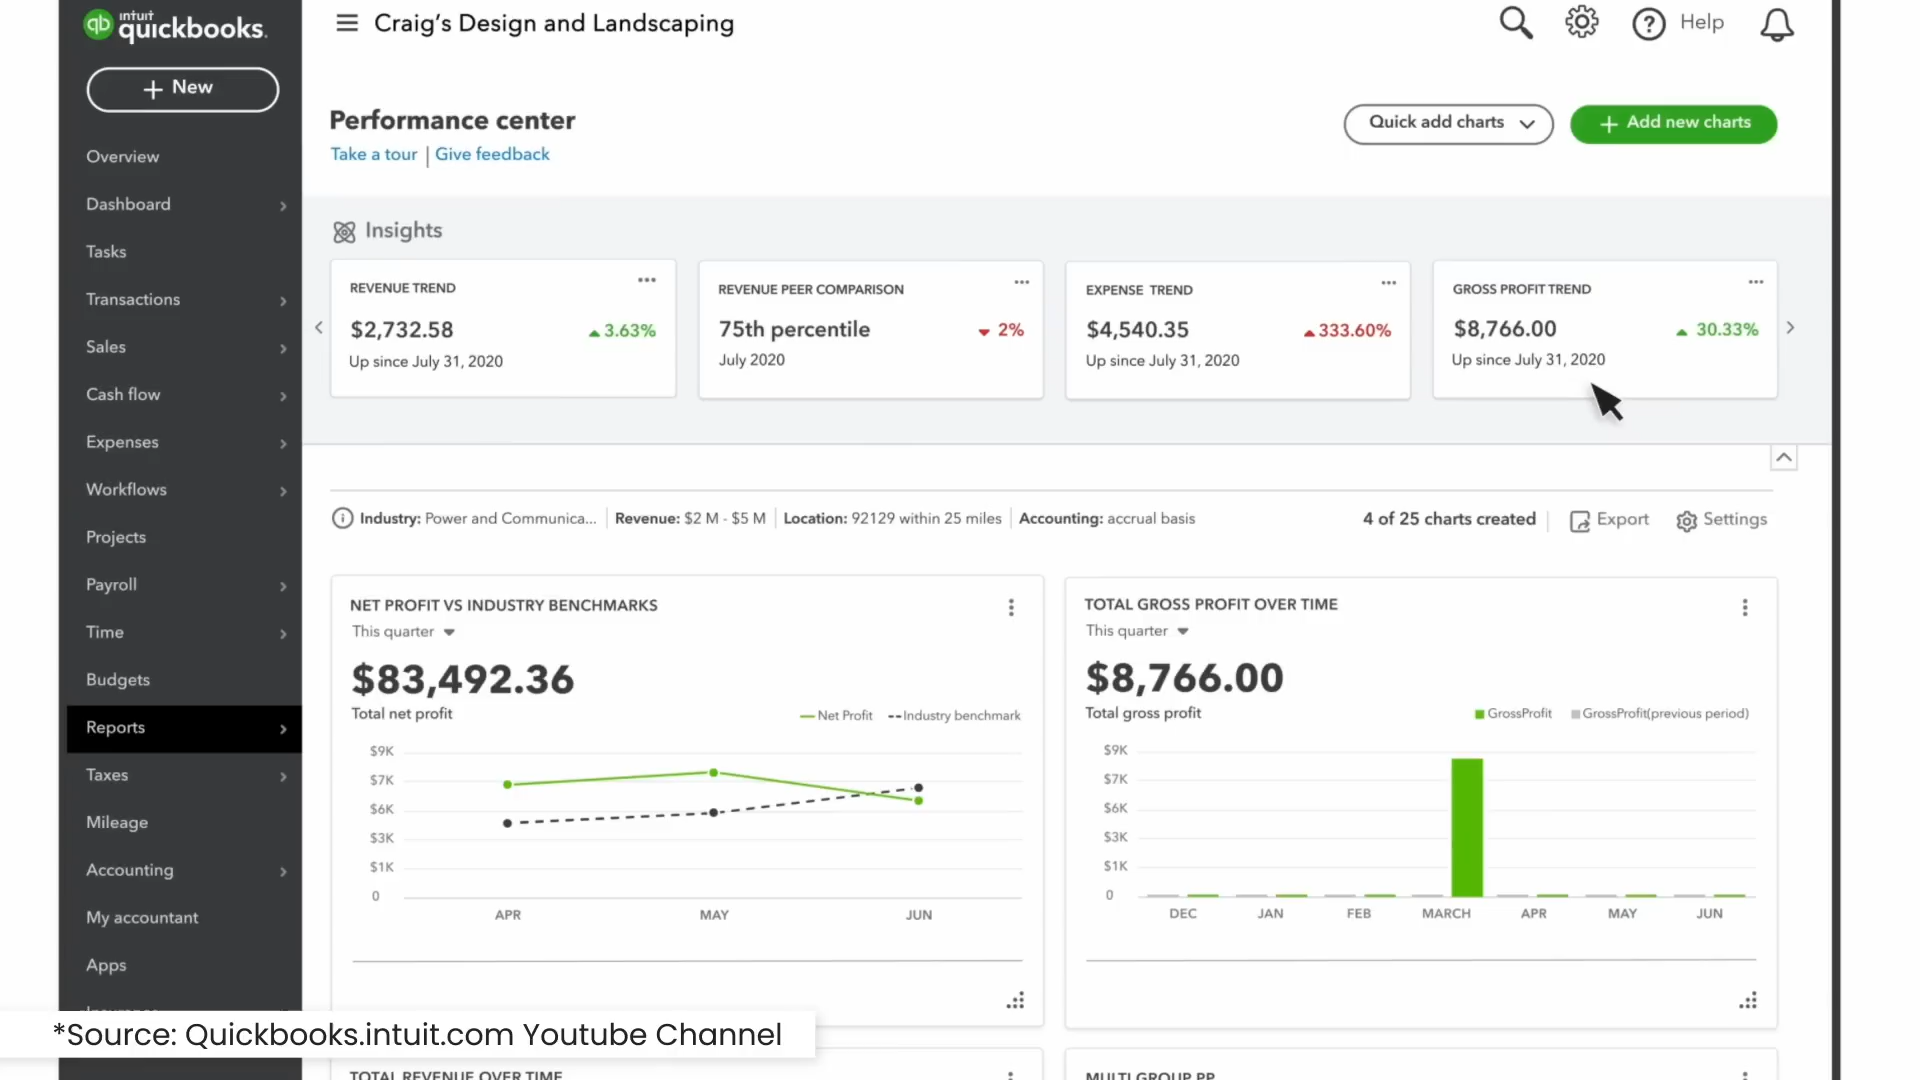 intuit
quickbooks.
+ New
Overview
Dashboard
Tasks
Transactions
Sales
Cash flow
Expenses
Workflows
Projects
Payroll
Time
Budgets
Reports
Taxes
Mileage
Accounting
My accountant
Apps
Craig's Design and Landscaping
Help
Performance center
Take a tour | Give feedback
Quick add charts
+ Add new charts
Insights
REVENUE TREND
$2,732.58 3.63%
Up since July 31, 2020
REVENUE PEER COMPARISON
75th percentile 2%
July 2020
EXPENSE TREND
$4,540.35 333.60%
Up since July 31, 2020
GROSS PROFIT TREND
$8,766.00 30.33%
Up since July 31, 2020
Industry: Power and Communica... Revenue: $2 M - $5 M Location: 92129 within 25 miles Accounting: accrual basis
4 of 25 charts created Export Settings
NET PROFIT VS INDUSTRY BENCHMARKS
This quarter
$83,492.36
Total net profit
Net Profit Industry benchmark
$9K
$7K
$6K
$3K
$1K
0
APR MAY JUN
TOTAL GROSS PROFIT OVER TIME
This quarter
$8,766.00
Total gross profit
GrossProfit GrossProfit(previous period)
$9K
$7K
$6K
$3K
$1K
0
DEC JAN FEB MARCH APR MAY JUN
*Source: Quickbooks.intuit.com Youtube Channel
TOTAL REVENUE OVER TIME
MULTI GROUP PP